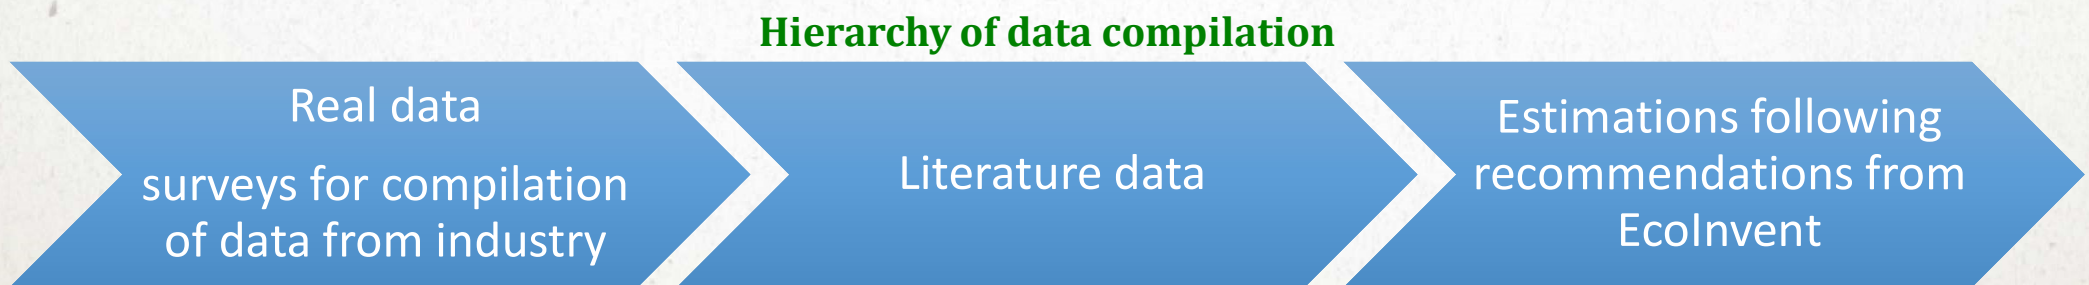 Hierarchy of data compilation
Real data
surveys for compilation
of data from industry
Literature data
Estimations following
recommendations from
EcoInvent